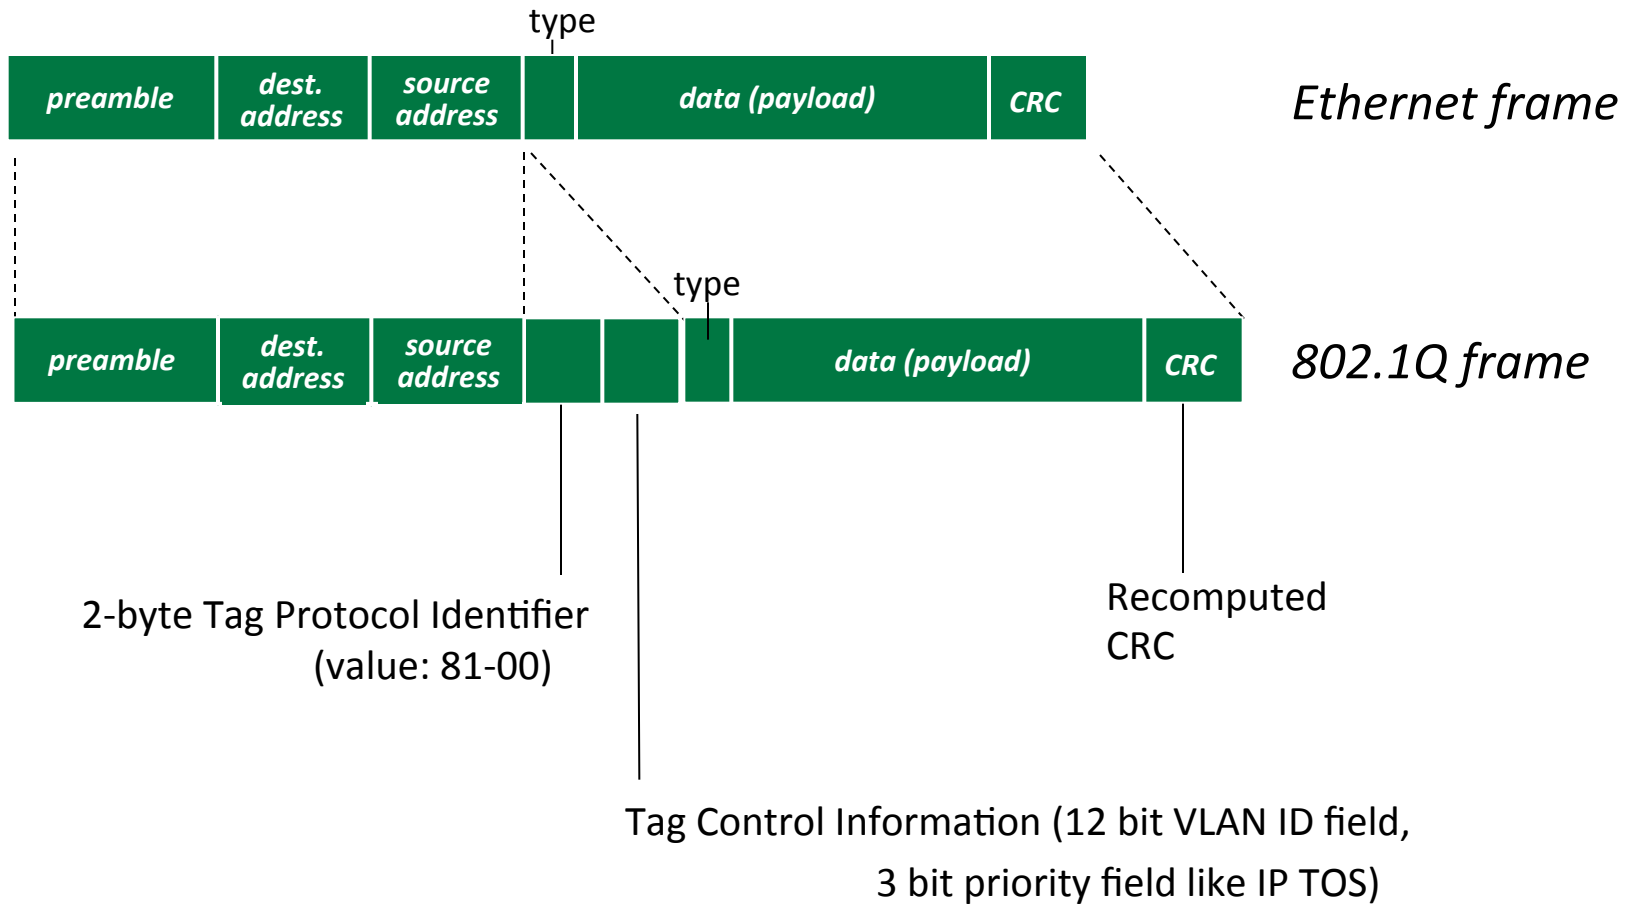 type
preamble
dest.
address
source
address
data (payload)
CRC
Ethernet frame
type
preamble
dest.
address
source
address
data (payload)
CRC
802.1Q frame
2-byte Tag Protocol Identifier
(value: 81-00)
Recomputed
CRC
Tag Control Information (12 bit VLAN ID field,
3 bit priority field like IP TOS)